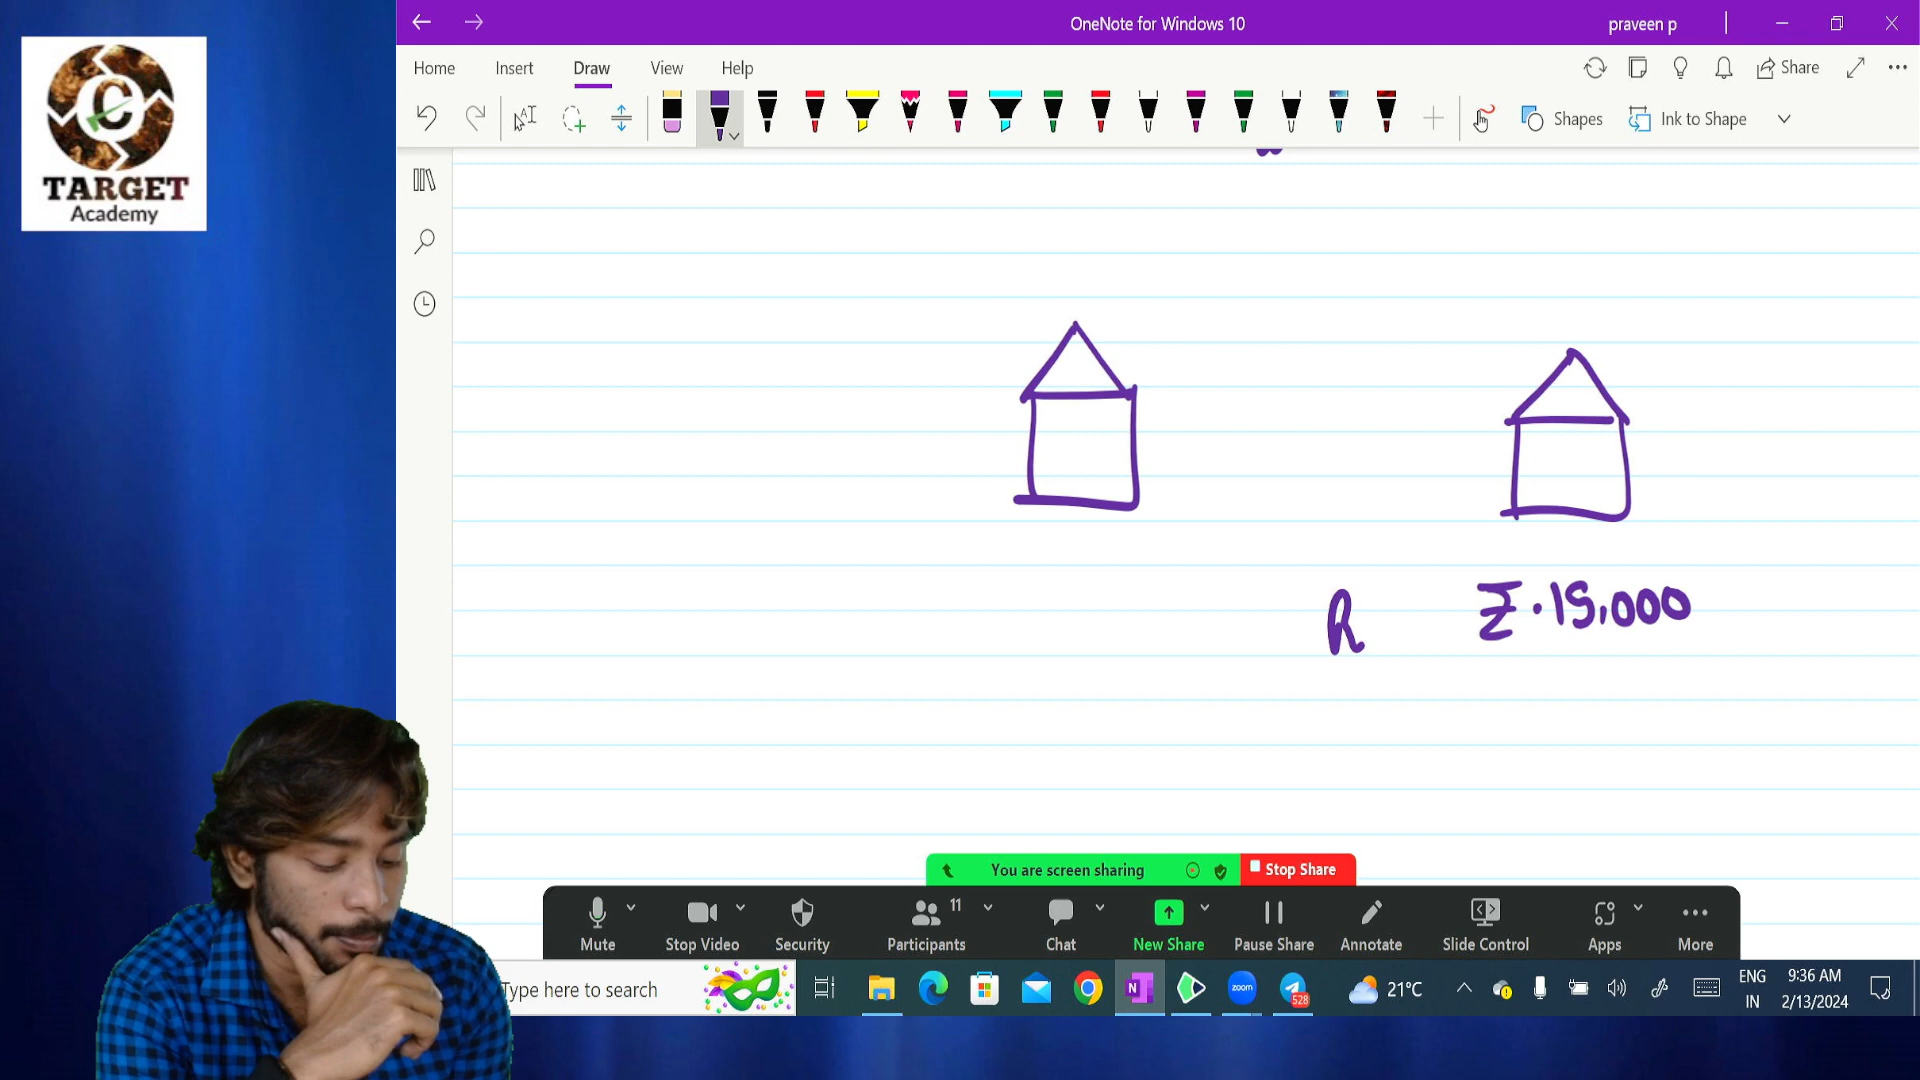 TARGET
Academy
OneNote for Windows 10
praveen p
Home Insert Draw View Help
Share
Shapes
Ink to Shape
R
₹.15,000
You are screen sharing
Stop Share
11
Mute
Stop Video
Security
Participants
Chat
New Share
Pause Share
Annotate
Slide Control
Apps
More
Type here to search
N
zoom
528
21°C
ENG
IN
9:36 AM
2/13/2024